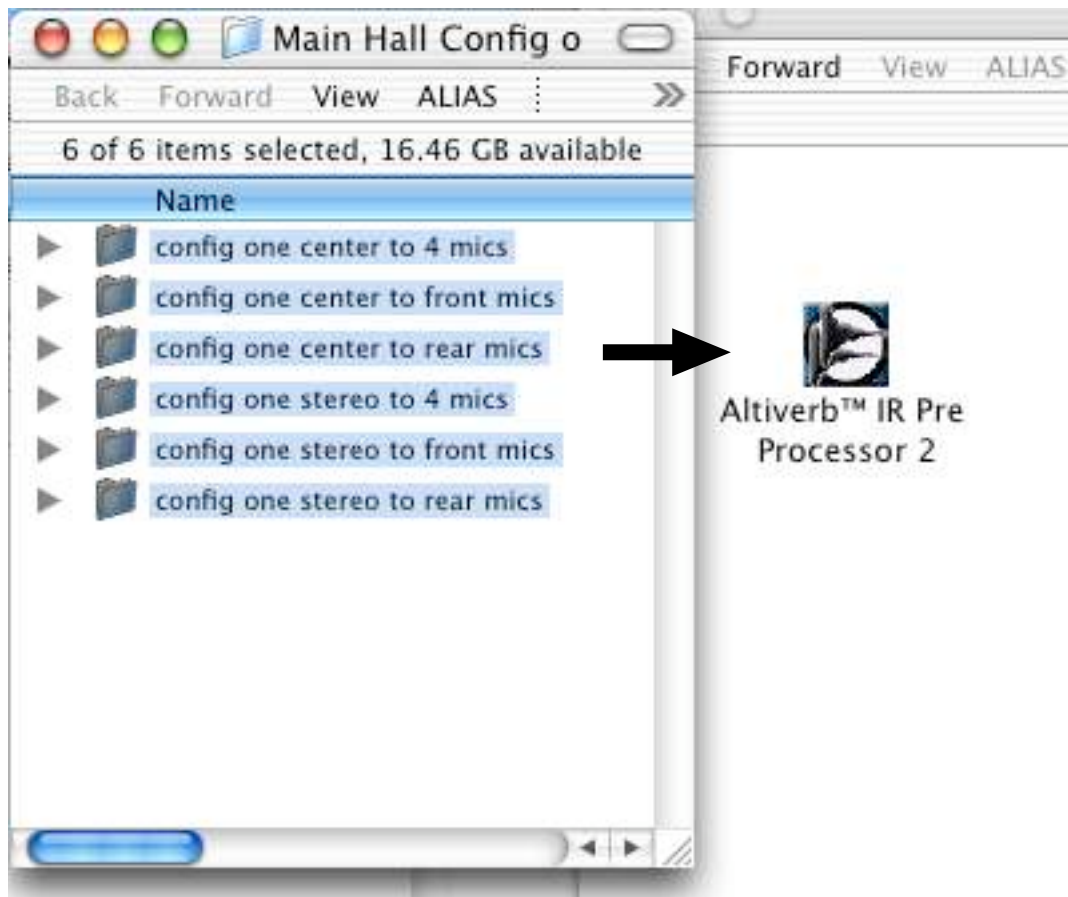 Main Hall Config o
Back Forward View ALIAS
6 of 6 items selected, 16.46 GB available
Name
config one center to 4 mics
config one center to front mics
config one center to rear mics
config one stereo to 4 mics
config one stereo to front mics
config one stereo to rear mics
Forward View ALIAS
Altiverb™ IR Pre
Processor 2